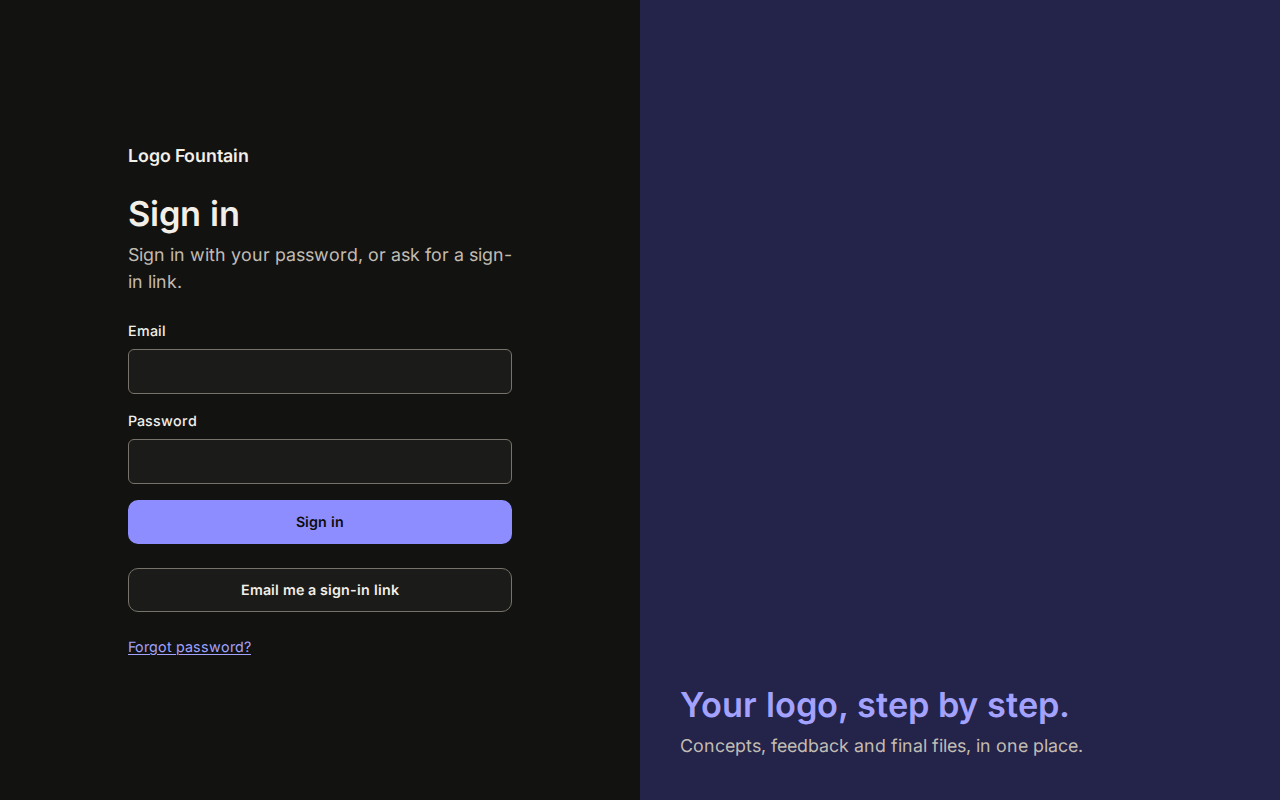 Logo Fountain
Sign in
Sign in with your password, or ask for a sign-
in link.
Email
Password
Sign in
Email me a sign-in link
Forgot password?
Your logo, step by step.
Concepts, feedback and final files, in one place.